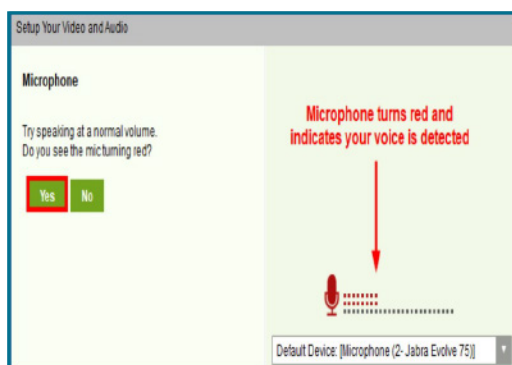 Setup Your Video and Audio
Microphone
Try speaking at a normal volume.
Do you see the mic turning red?
Yes No
Microphone turns red and
indicates your voice is detected
Default Device: [Microphone (2- Jabra Evolve 75)]